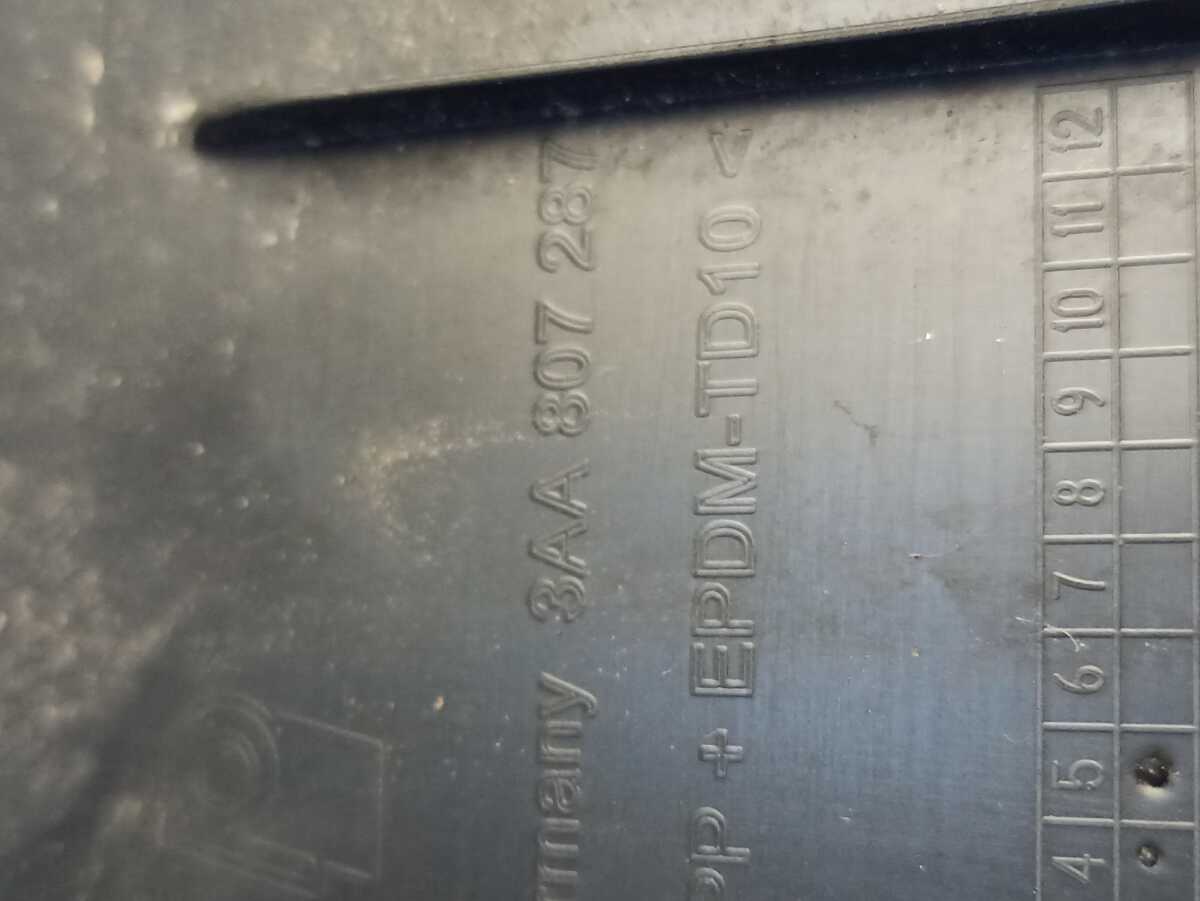 rmany 3AA 807 287
PP + EPDM-TD10 <
4 5 6 7 8 9 10 11 12